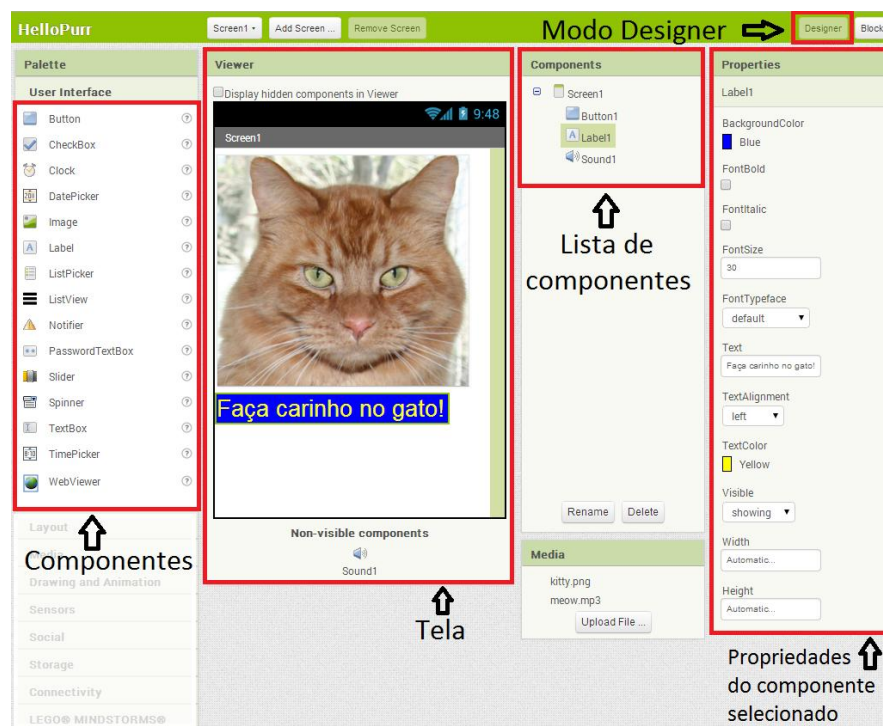 HelloPurr
Screen1
Add Screen ...
Remove Screen
Modo Designer
Designer
Block
Palette
User Interface
Button
CheckBox
Clock
DatePicker
Image
Label
ListPicker
ListView
Notifier
PasswordTextBox
Slider
Spinner
TextBox
TimePicker
WebViewer
Layout
Componentes
Drawing and Animation
Sensors
Social
Storage
Connectivity
LEGO® MINDSTORMS®
Viewer
Display hidden components in Viewer
9:48
Screen1
Faça carinho no gato!
Non-visible components
Sound1
Tela
Components
Screen1
Button1
Label1
Sound1
Lista de
componentes
Rename
Delete
Media
kitty.png
meow.mp3
Upload File ...
Properties
Label1
BackgroundColor
Blue
FontBold
FontItalic
FontSize
30
FontTypeface
default
Text
Faça carinho no gato!
TextAlignment
left
TextColor
Yellow
Visible
showing
Width
Automatic...
Height
Automatic...
Propriedades
do componente
selecionado